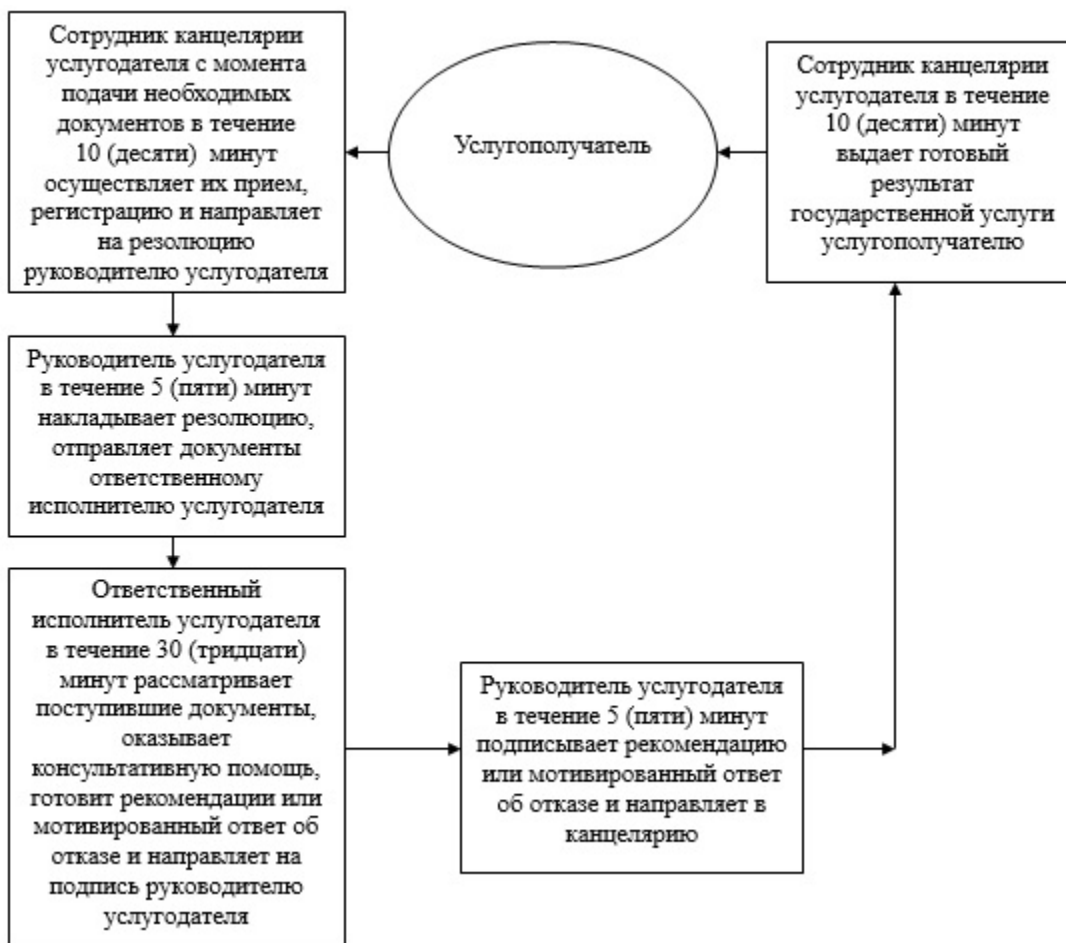 Сотрудник канцелярии
услугодателя с момента
подачи необходимых
документов в течение
10 (десяти) минут
осуществляет их прием,
регистрацию и направляет
на резолюцию
руководителю услугодателя
Услугополучатель
Сотрудник канцелярии
услугодателя в течение
10 (десяти) минут
выдает готовый
результат
государственной услуги
услугополучателю
Руководитель услугодателя
в течение 5 (пяти) минут
накладывает резолюцию,
отправляет документы
ответственному
исполнителю услугодателя
Ответственный
исполнитель услугодателя
в течение 30 (тридцати)
минут рассматривает
поступившие документы,
оказывает
консультативную помощь,
готовит рекомендации или
мотивированный ответ об
отказе и направляет на
подпись руководителю
услугодателя
Руководитель услугодателя
в течение 5 (пяти) минут
подписывает рекомендацию
или мотивированный ответ
об отказе и направляет в
канцелярию